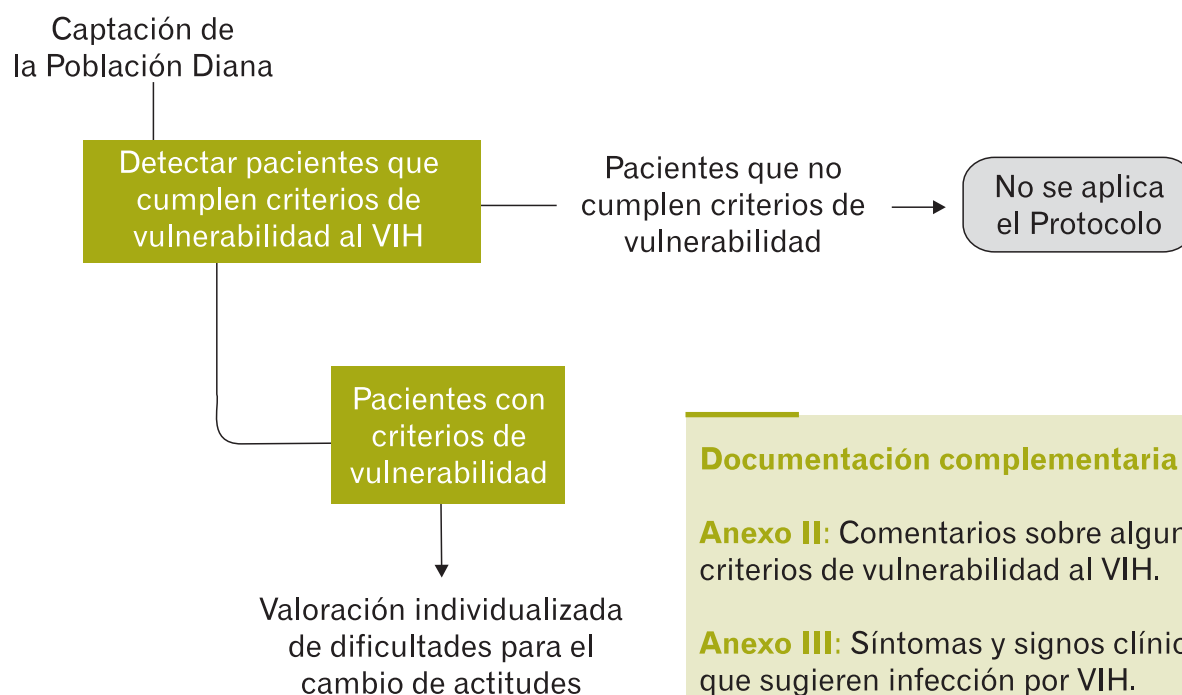 Captación de
la Población Diana
Detectar pacientes que
cumplen criterios de
vulnerabilidad al VIH
Pacientes que no
cumplen criterios de
vulnerabilidad
No se aplica
el Protocolo
Pacientes con
criterios de
vulnerabilidad
Valoración individualizada
de dificultades para el
cambio de actitudes
Documentación complementaria
Anexo II: Comentarios sobre
criterios de vulnerabilidad al VIH.
Anexo III: Síntomas y signos
que sugieren infección por VIH.